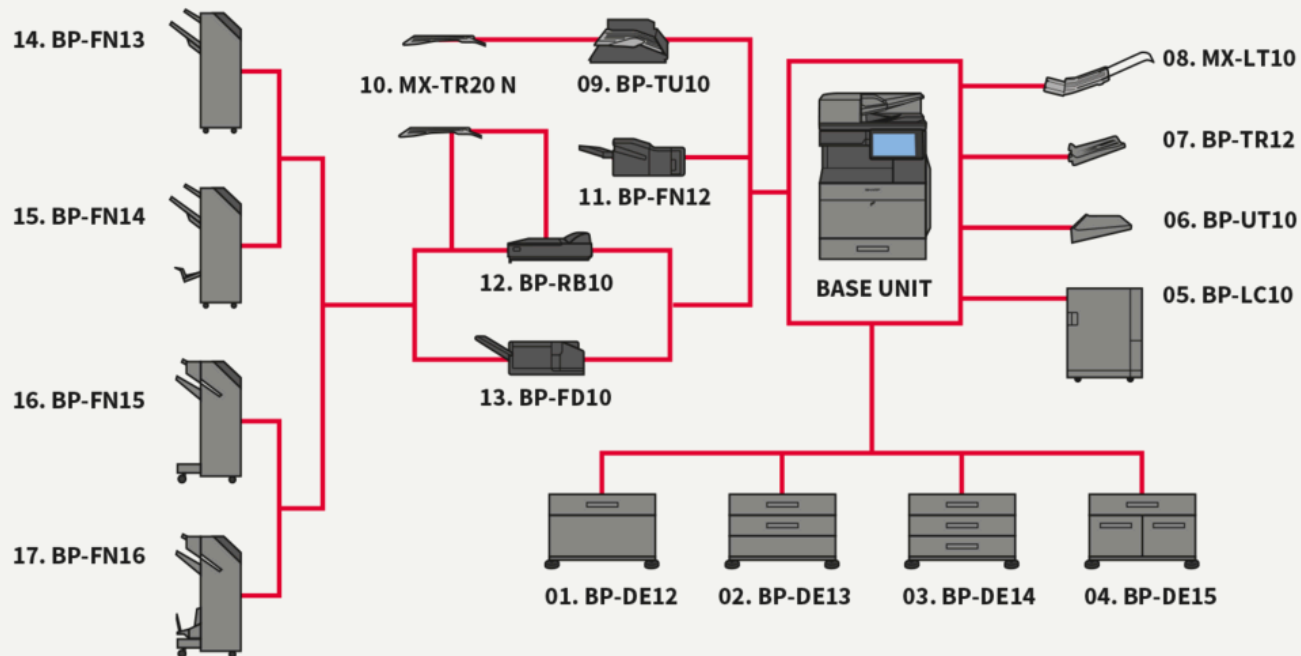 14. BP-FN13
10. MX-TR20 N
09. BP-TU10
08. MX-LT10
07. BP-TR12
15. BP-FN14
11. BP-FN12
06. BP-UT10
12. BP-RB10
BASE UNIT
05. BP-LC10
16. BP-FN15
13. BP-FD10
17. BP-FN16
01. BP-DE12
02. BP-DE13
03. BP-DE14
04. BP-DE15